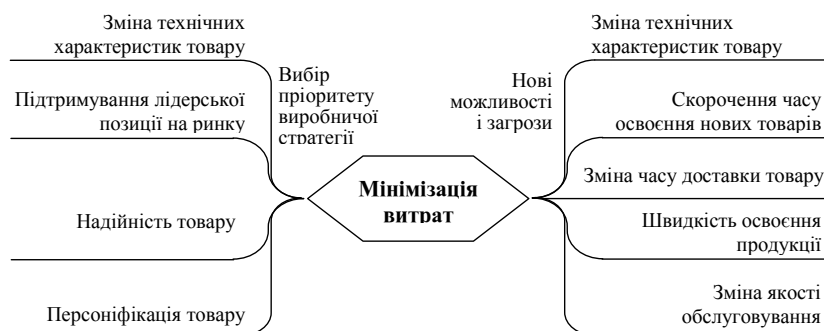 Зміна технічних
характеристик товару
Підтримування лідерської
позиції на ринку
Надійність товару
Персоніфікація товару
Вибір
пріоритету
виробничої
стратегії
Мінімізація
витрат
Нові
можливості
і загрози
Зміна технічних
характеристик товару
Скорочення часу
освоєння нових товарів
Зміна часу доставки товару
Швидкість освоєння
продукції
Зміна якості
обслуговування